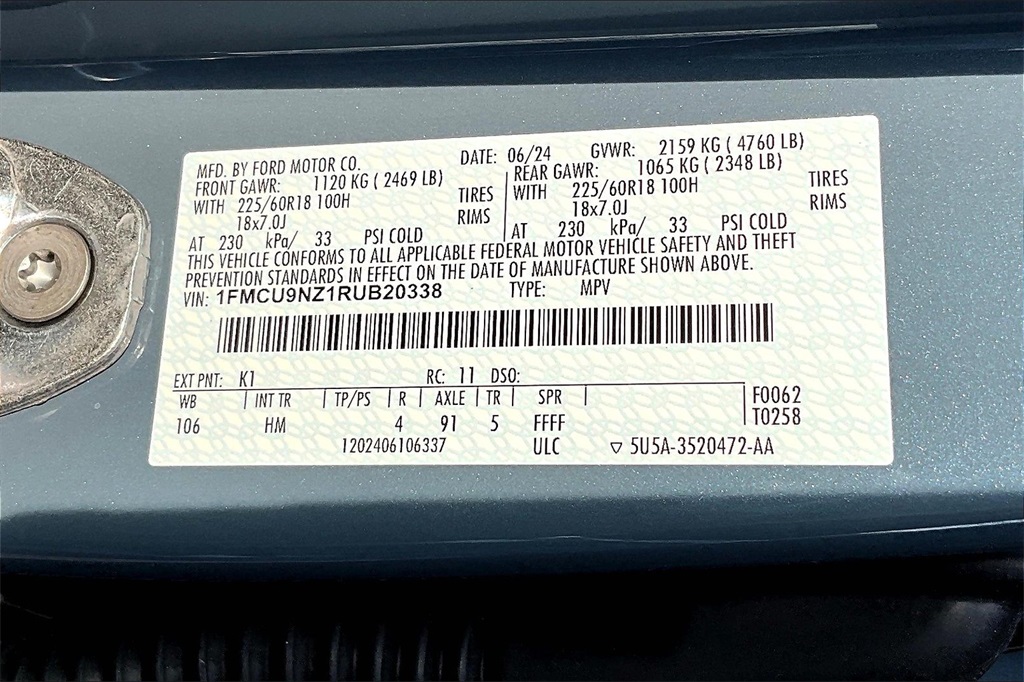 MFD. BY FORD MOTOR CO. DATE: 06/24 GVWR: 2159 KG ( 4760 LB)
FRONT GAWR: 1120 KG ( 2469 LB) REAR GAWR: 1065 KG ( 2348 LB)
WITH 225/60R18 100H TIRES WITH 225/60R18 100H TIRES
18x7.0J RIMS 18x7.0J RIMS
AT 230 kPa/ 33 PSI COLD AT 230 kPa/ 33 PSI COLD
THIS VEHICLE CONFORMS TO ALL APPLICABLE FEDERAL MOTOR VEHICLE SAFETY AND THEFT
PREVENTION STANDARDS IN EFFECT ON THE DATE OF MANUFACTURE SHOWN ABOVE.
VIN: 1FMCU9NZ1RUB20338 TYPE: MPV
EXT PNT: K1 RC: 11 DSO:
WB | INT TR | TP/PS | R | AXLE | TR | SPR | F0062
106 HM 4 91 5 FFFF T0258
1202406106337 ULC ▽ 5U5A-3520472-AA